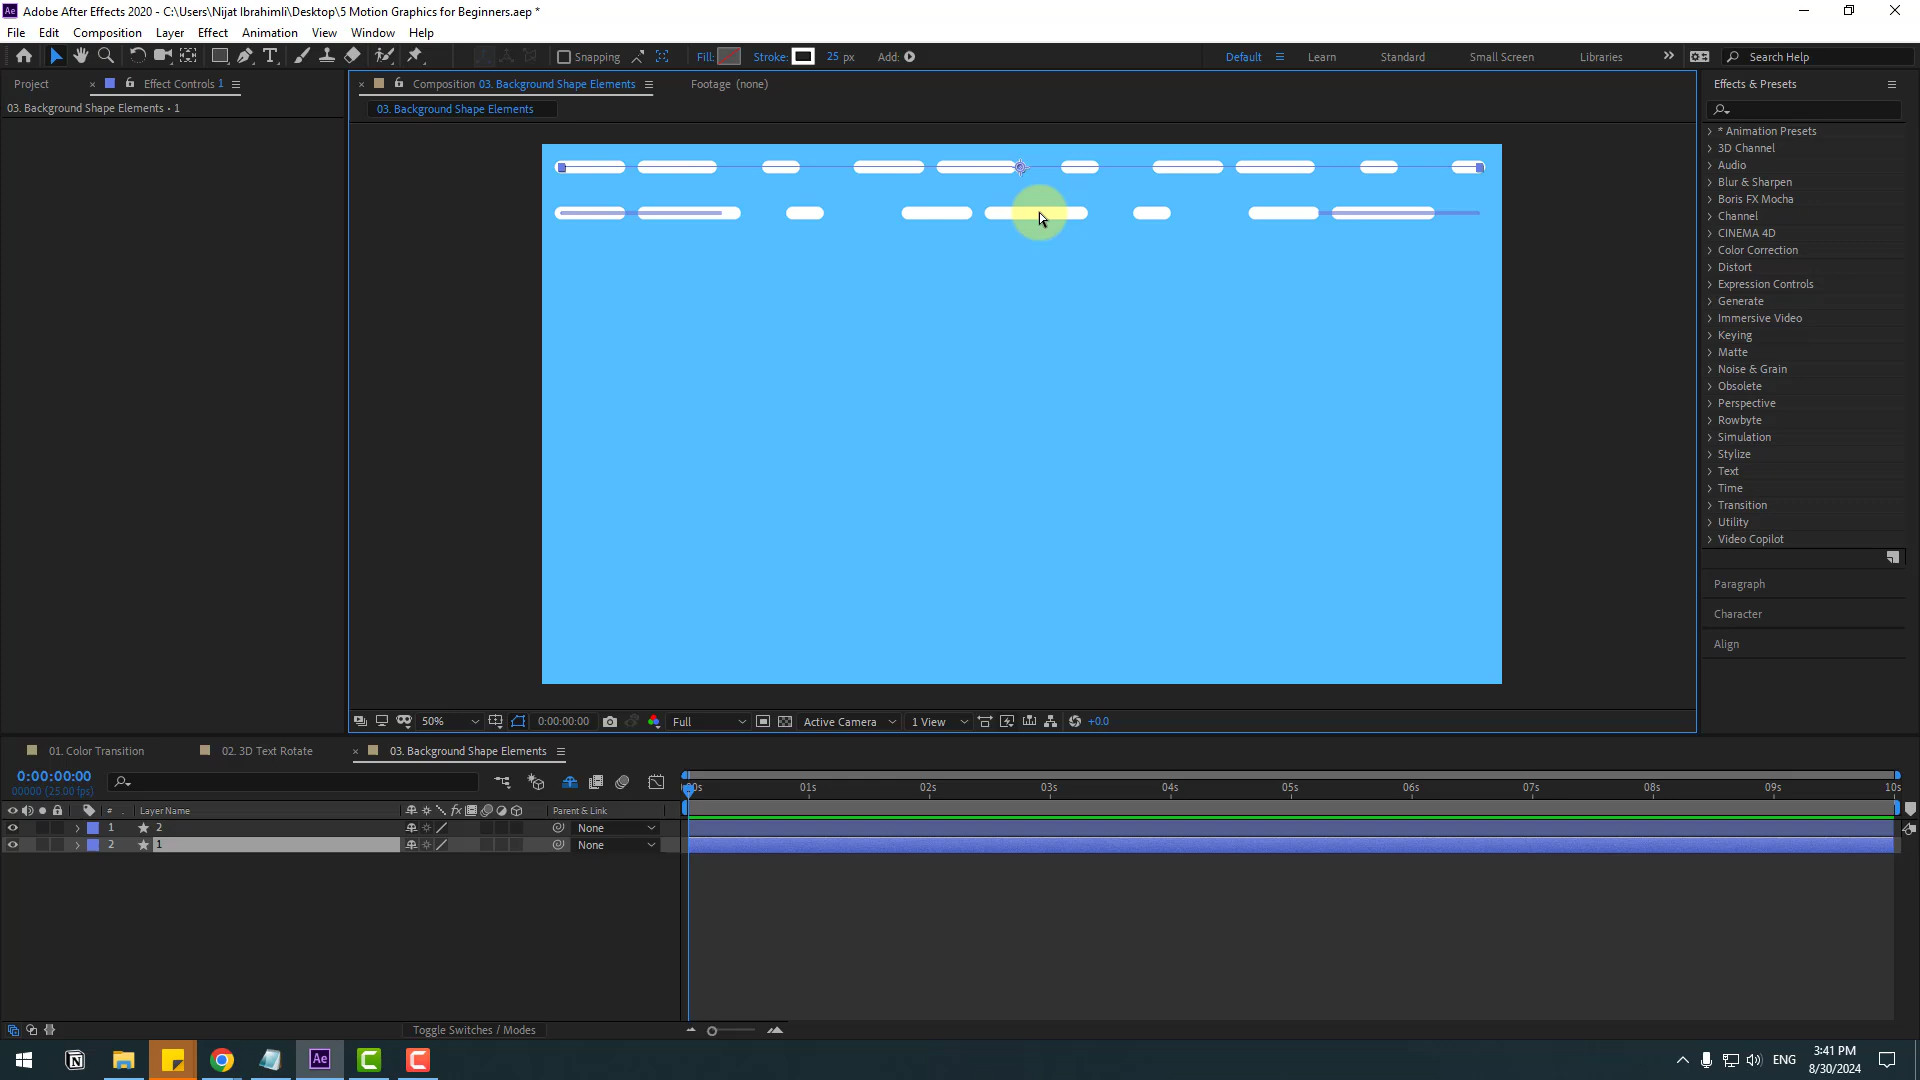 Adobe After Effects 2020 - C:\Users\Nijat Ibrahimli\Desktop\5 Motion Graphics for Beginners.aep *
File Edit Composition Layer Effect Animation View Window Help
Snapping Fill: Stroke: 25 px Add: Default Learn Standard Small Screen Libraries Search Help
Project Effect Controls 1 Composition 03. Background Shape Elements Footage (none) Effects & Presets
03. Background Shape Elements • 1
03. Background Shape Elements
* Animation Presets
3D Channel
Audio
Blur & Sharpen
Boris FX Mocha
Channel
CINEMA 4D
Color Correction
Distort
Expression Controls
Generate
Immersive Video
Keying
Matte
Noise & Grain
Obsolete
Perspective
Rowbyte
Simulation
Stylize
Text
Time
Transition
Utility
Video Copilot
Paragraph
Character
Align
50% 0:00:00:00 Full Active Camera 1 View +0.0
01. Color Transition 02. 3D Text Rotate 03. Background Shape Elements
0:00:00:00
00000 (25.00 fps)
00s 01s 02s 03s 04s 05s 06s 07s 08s 09s 10s
# Layer Name fx Parent & Link
1 2 None
2 1 None
Toggle Switches / Modes
Ae ENG 3:41 PM
8/30/2024